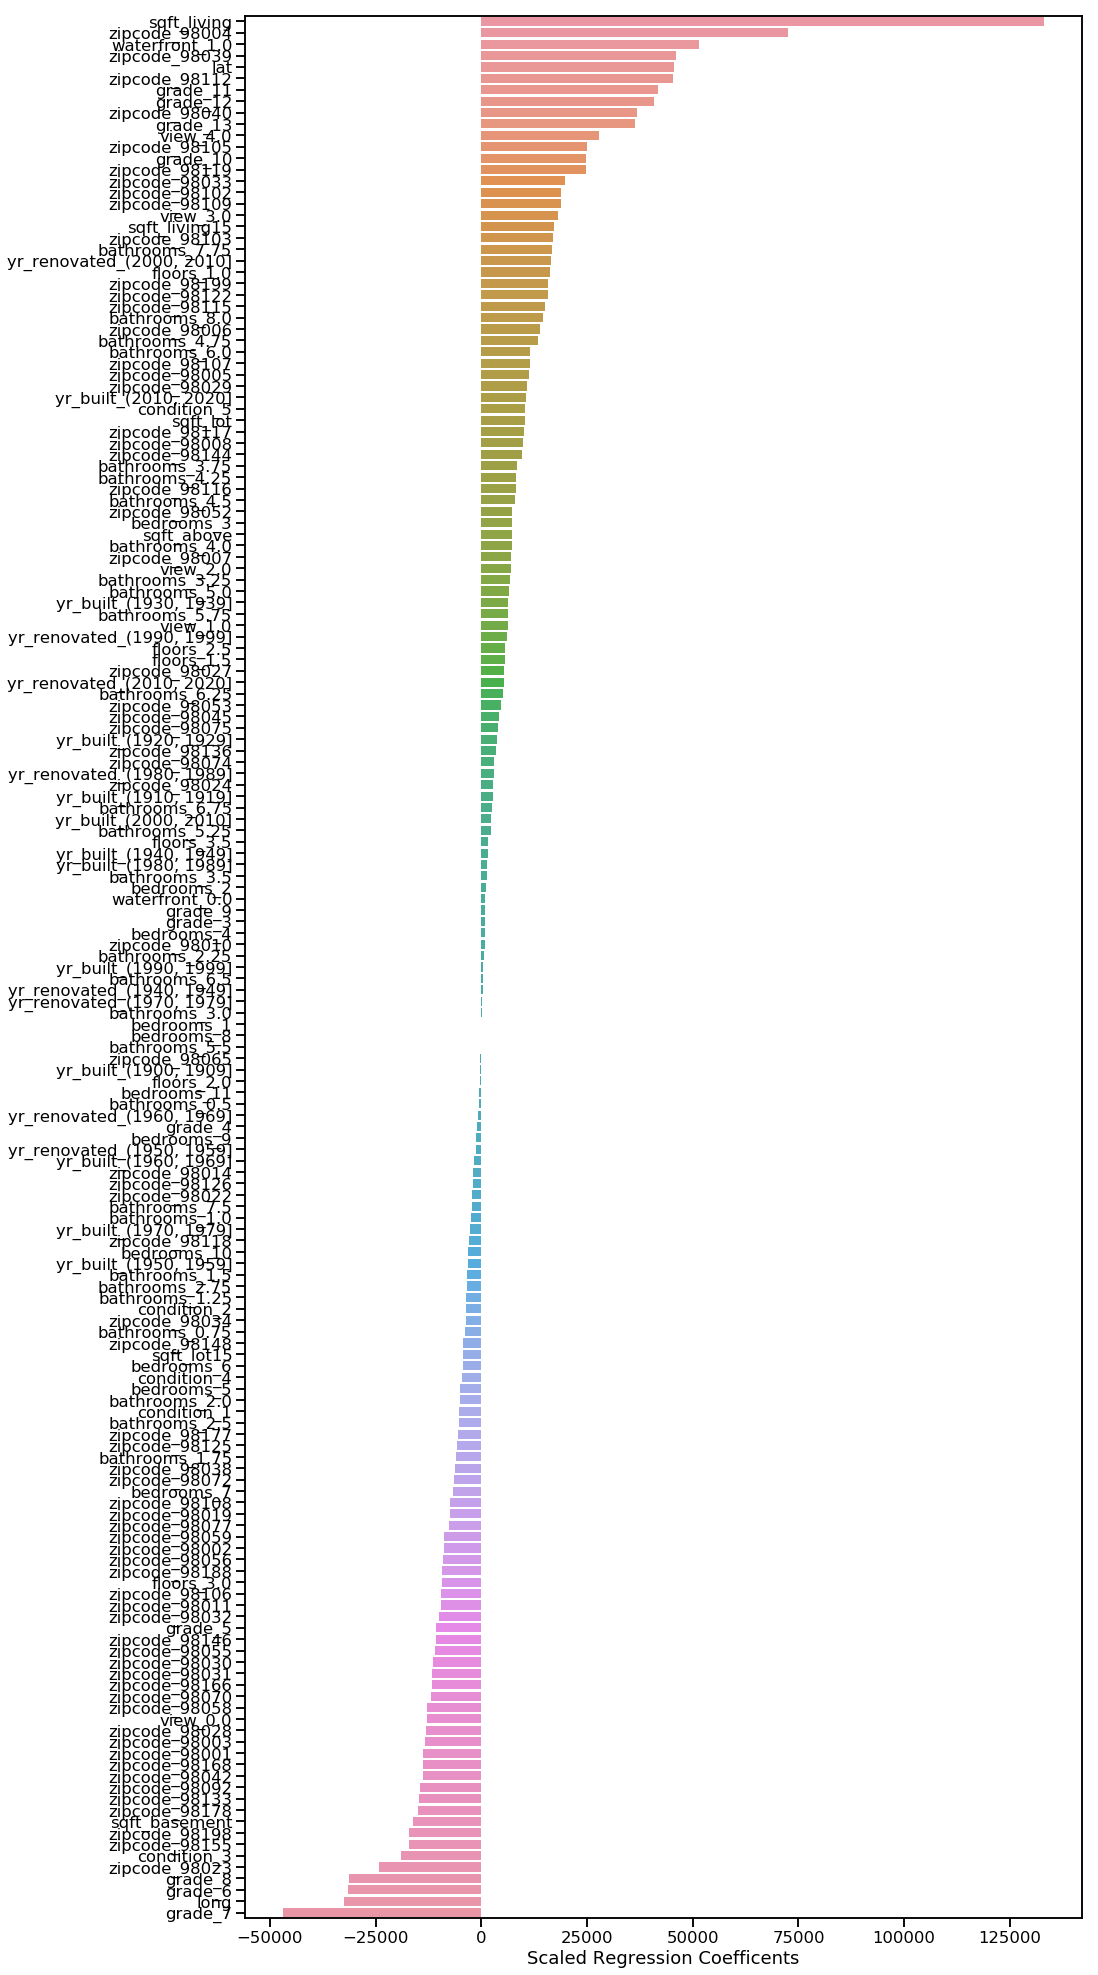 sqft_living
zipcode_98004
waterfront_1.0
zipcode_98039
lat
zipcode_98112
grade_11
grade_12
zipcode_98040
grade_13
view_4.0
zipcode_98105
grade_10
zipcode_98119
zipcode_98033
zipcode_98102
zipcode_98109
view_3.0
sqft_living15
zipcode_98103
bathrooms_7.75
yr_renovated_(2000, 2010]
floors_1.0
zipcode_98199
zipcode_98122
zipcode_98115
bathrooms_8.0
zipcode_98006
bathrooms_4.75
bathrooms_6.0
zipcode_98107
zipcode_98005
zipcode_98029
yr_built_(2010, 2020]
condition_5
sqft_lot
zipcode_98117
zipcode_98008
zipcode_98144
bathrooms_3.75
bathrooms_4.25
zipcode_98116
bathrooms_4.5
zipcode_98052
bedrooms_3
sqft_above
bathrooms_4.0
zipcode_98007
view_2.0
bathrooms_3.25
bathrooms_5.0
yr_built_(1930, 1939]
bathrooms_5.75
view_1.0
yr_renovated_(1990, 1999]
floors_2.5
floors_1.5
zipcode_98027
yr_renovated_(2010, 2020]
bathrooms_6.25
zipcode_98053
zipcode_98045
zipcode_98075
yr_built_(1920, 1929]
zipcode_98136
zipcode_98074
yr_renovated_(1980, 1989]
zipcode_98024
yr_built_(1910, 1919]
bathrooms_6.75
yr_built_(2000, 2010]
bathrooms_5.25
floors_3.5
yr_built_(1940, 1949]
yr_built_(1980, 1989]
bathrooms_3.5
bedrooms_2
waterfront_0.0
grade_9
grade_3
bedrooms_4
zipcode_98010
bathrooms_2.25
yr_built_(1990, 1999]
bathrooms_6.5
yr_renovated_(1940, 1949]
yr_renovated_(1970, 1979]
bathrooms_3.0
bedrooms_1
bedrooms_8
bathrooms_5.5
zipcode_98065
yr_built_(1900, 1909]
floors_2.0
bedrooms_11
bathrooms_0.5
yr_renovated_(1960, 1969]
grade_4
bedrooms_9
yr_renovated_(1950, 1959]
yr_built_(1960, 1969]
zipcode_98014
zipcode_98126
zipcode_98022
bathrooms_7.5
bathrooms_1.0
yr_built_(1970, 1979]
zipcode_98118
bedrooms_10
yr_built_(1950, 1959]
bathrooms_1.5
bathrooms_2.75
bathrooms_1.25
condition_2
zipcode_98034
bathrooms_0.75
zipcode_98148
sqft_lot15
bedrooms_6
condition_4
bedrooms_5
bathrooms_2.0
condition_1
bathrooms_2.5
zipcode_98177
zipcode_98125
bathrooms_1.75
zipcode_98038
zipcode_98072
bedrooms_7
zipcode_98108
zipcode_98019
zipcode_98077
zipcode_98059
zipcode_98002
zipcode_98056
zipcode_98188
floors_3.0
zipcode_98106
zipcode_98011
zipcode_98032
grade_5
zipcode_98146
zipcode_98055
zipcode_98030
zipcode_98031
zipcode_98166
zipcode_98070
zipcode_98058
view_0.0
zipcode_98028
zipcode_98003
zipcode_98001
zipcode_98168
zipcode_98042
zipcode_98092
zipcode_98133
zipcode_98178
sqft_basement
zipcode_98198
zipcode_98155
condition_3
zipcode_98023
grade_8
grade_6
long
grade_7
−50000 −25000 0 25000 50000 75000 100000 125000
Scaled Regression Coefficents